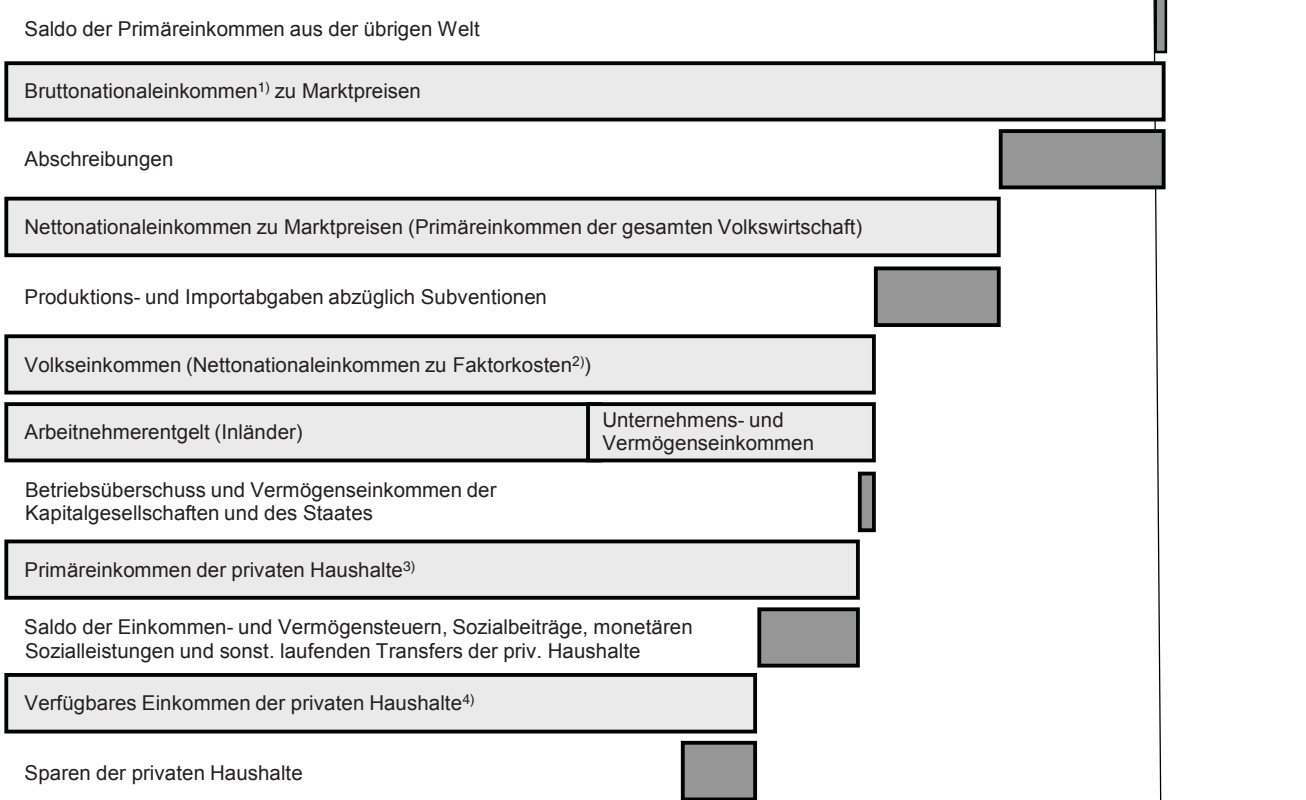 Saldo der Primäreinkommen aus der übrigen Welt
Bruttonationaleinkommen1) zu Marktpreisen
Abschreibungen
Nettonationaleinkommen zu Marktpreisen (Primäreinkommen der gesamten Volkswirtschaft)
Produktions- und Importabgaben abzüglich Subventionen
Volkseinkommen (Nettonationaleinkommen zu Faktorkosten2))
Arbeitnehmerentgelt (Inländer)
Unternehmens- und
Vermögenseinkommen
Betriebsüberschuss und Vermögenseinkommen der
Kapitalgesellschaften und des Staates
Primäreinkommen der privaten Haushalte3)
Saldo der Einkommen- und Vermögensteuern, Sozialbeiträge, monetären
Sozialleistungen und sonst. laufenden Transfers der priv. Haushalte
Verfügbares Einkommen der privaten Haushalte4)
Sparen der privaten Haushalte